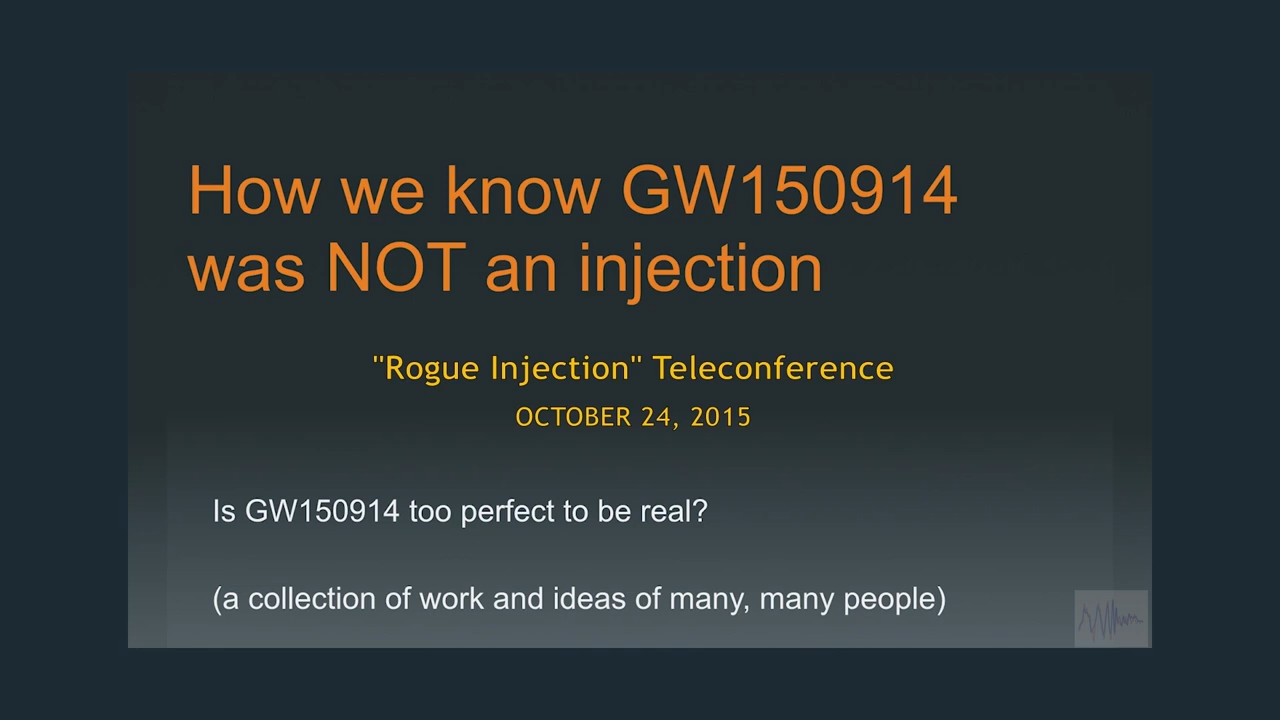 How we know GW150914
was NOT an injection
"Rogue Injection" Teleconference
OCTOBER 24, 2015
Is GW150914 too perfect to be real?
(a collection of work and ideas of many, many people)